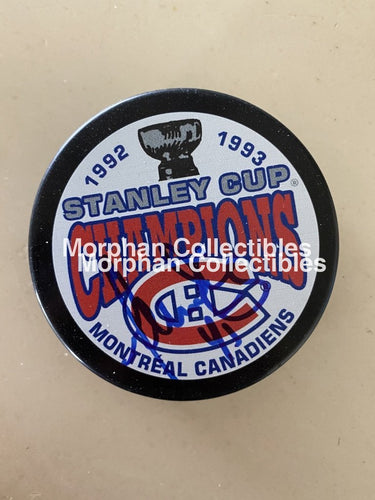 1992 1993
STANLEY CUP®
CHAMPIONS
Morphan Collectibles
Morphan Collectibles
MONTREAL CANADIENS